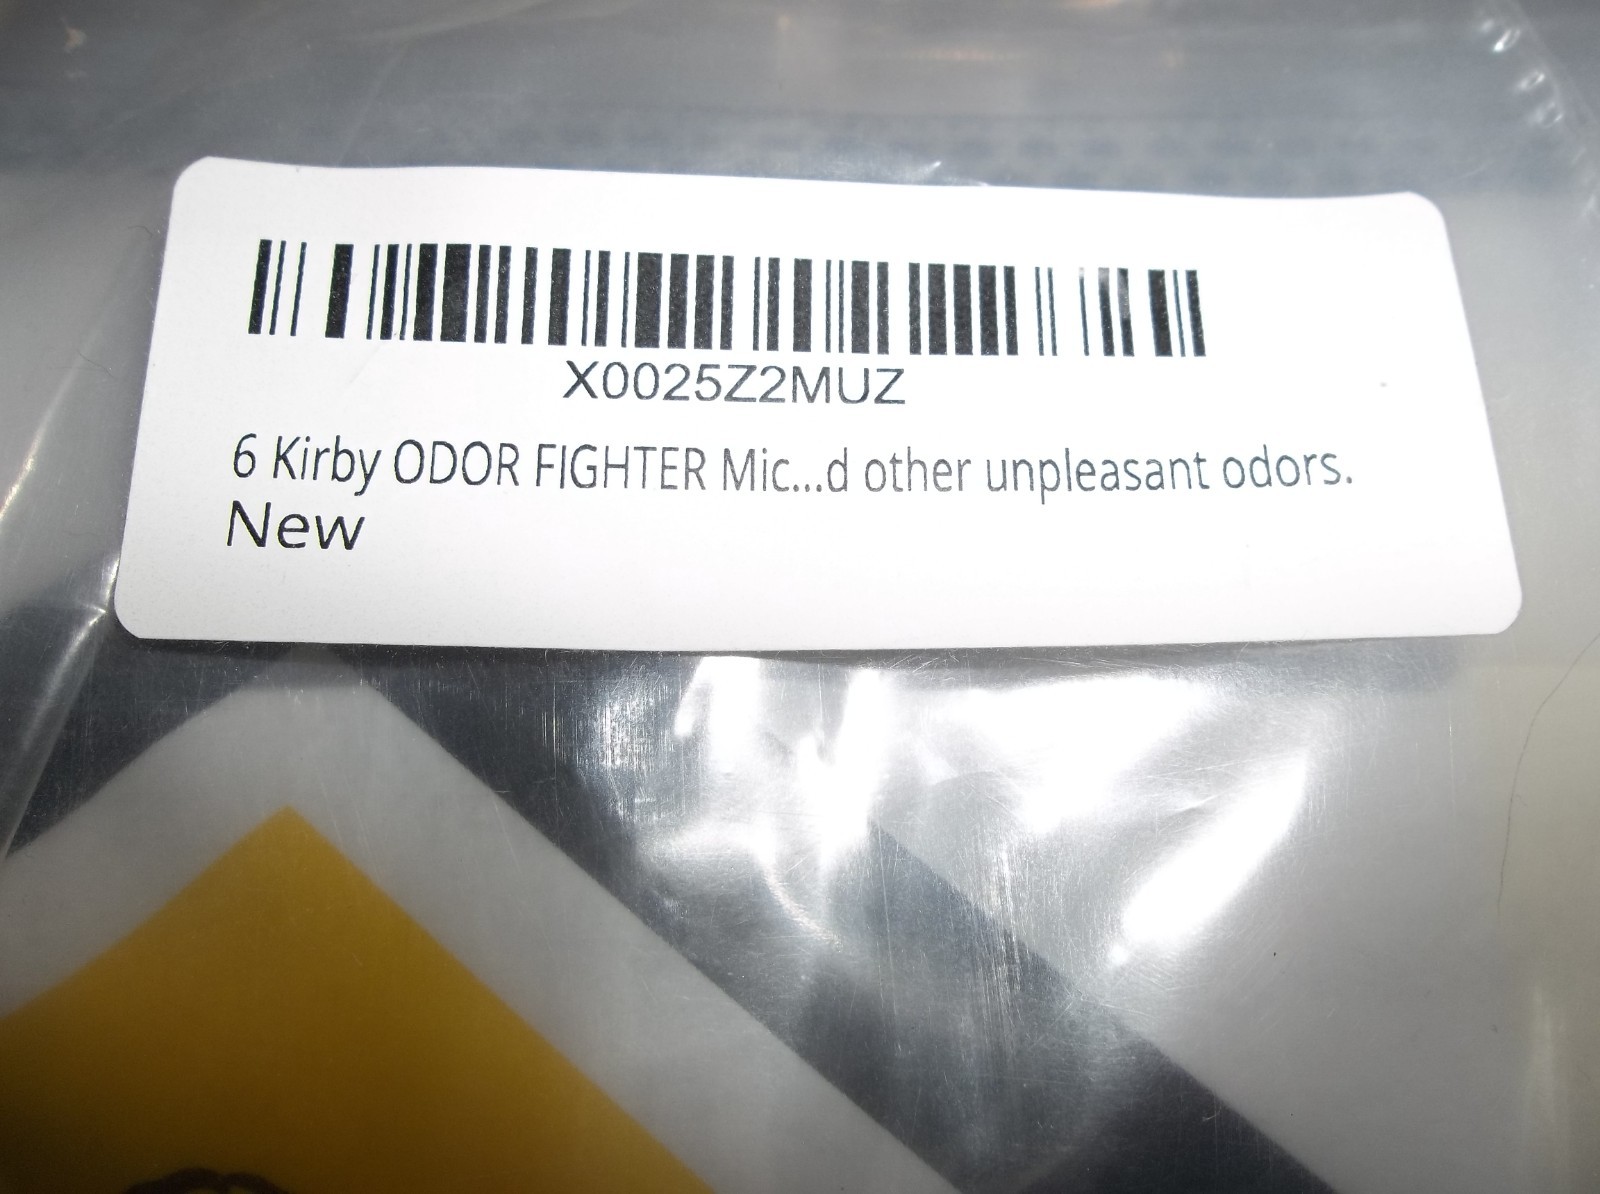 X0025Z2MUZ
6 Kirby ODOR FIGHTER Mic...d other unpleasant odors.
New